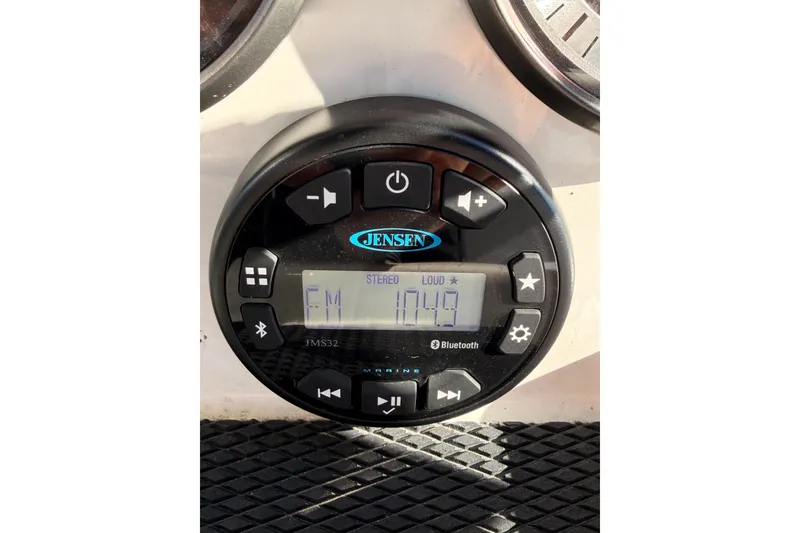 JENSEN
STEREO LOUD ★
FM 104.9
JMS32 Bluetooth
MARINE